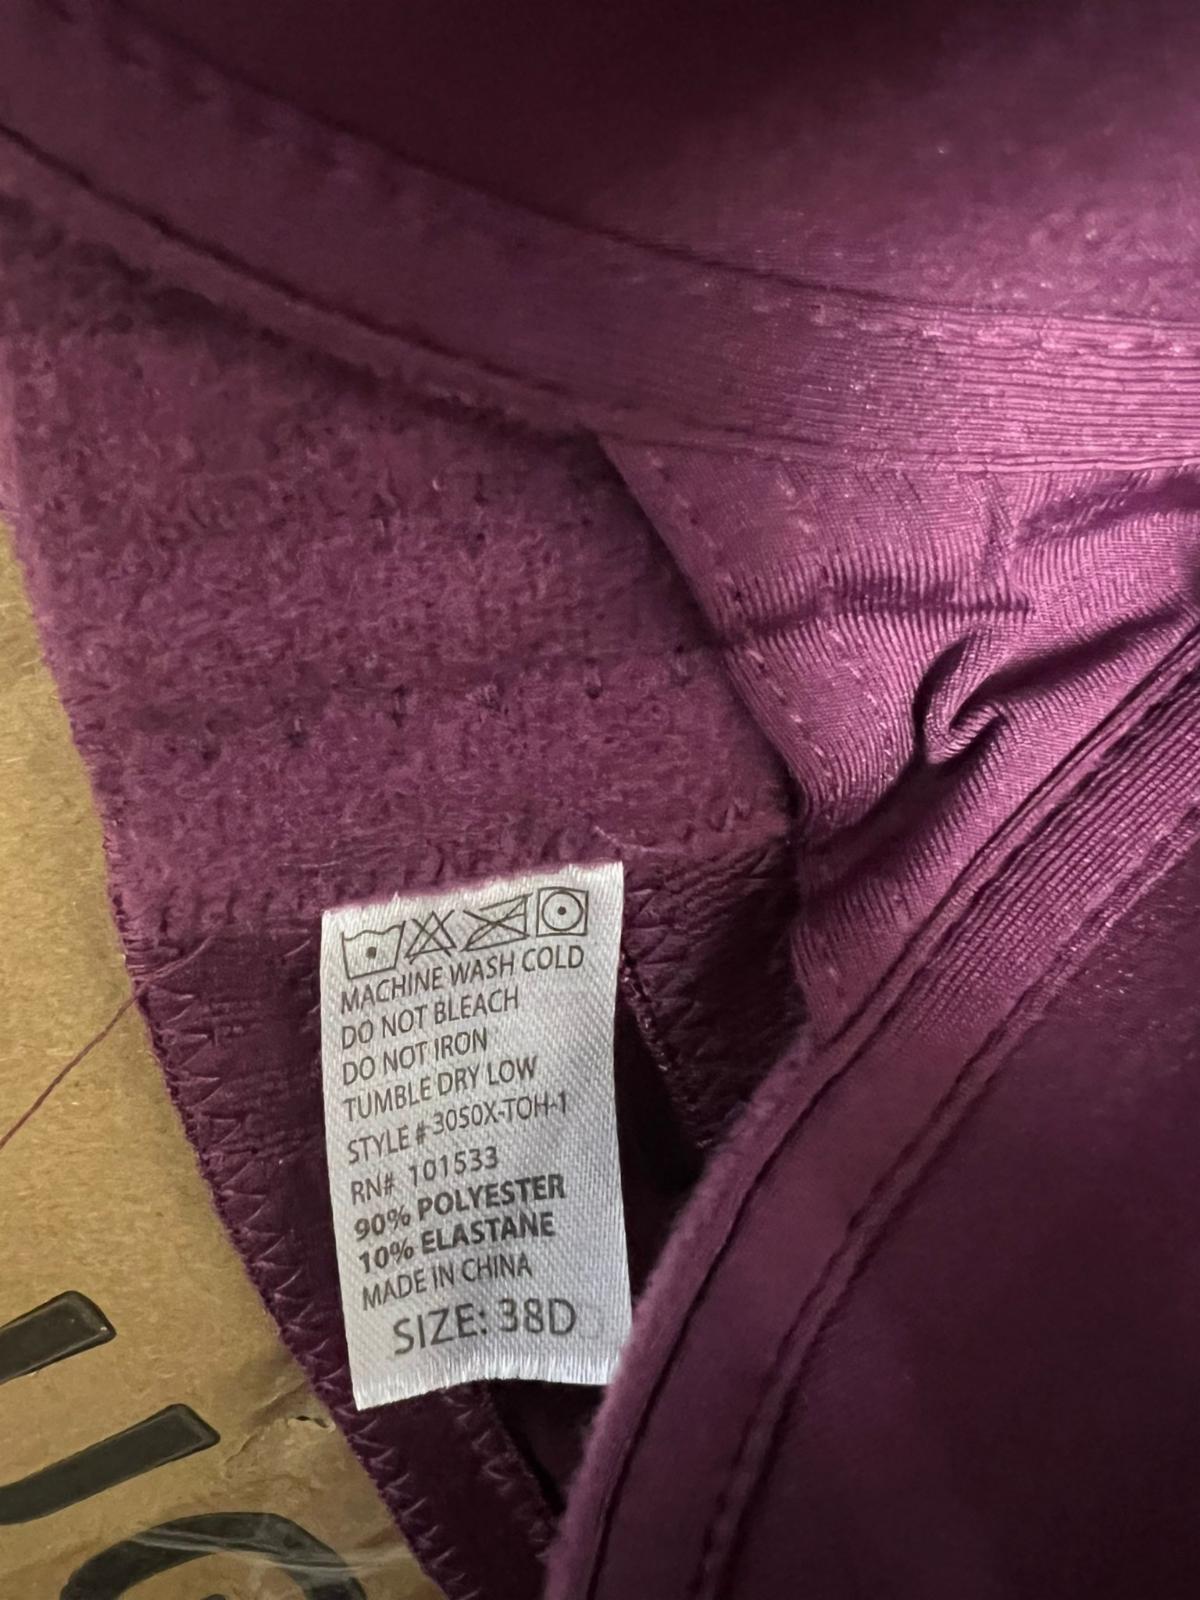 MACHINE WASH COLD
DO NOT BLEACH
DO NOT IRON
TUMBLE DRY LOW
STYLE # 3050X-TOH-1
RN# 101533
90% POLYESTER
10% ELASTANE
MADE IN CHINA
SIZE: 38D